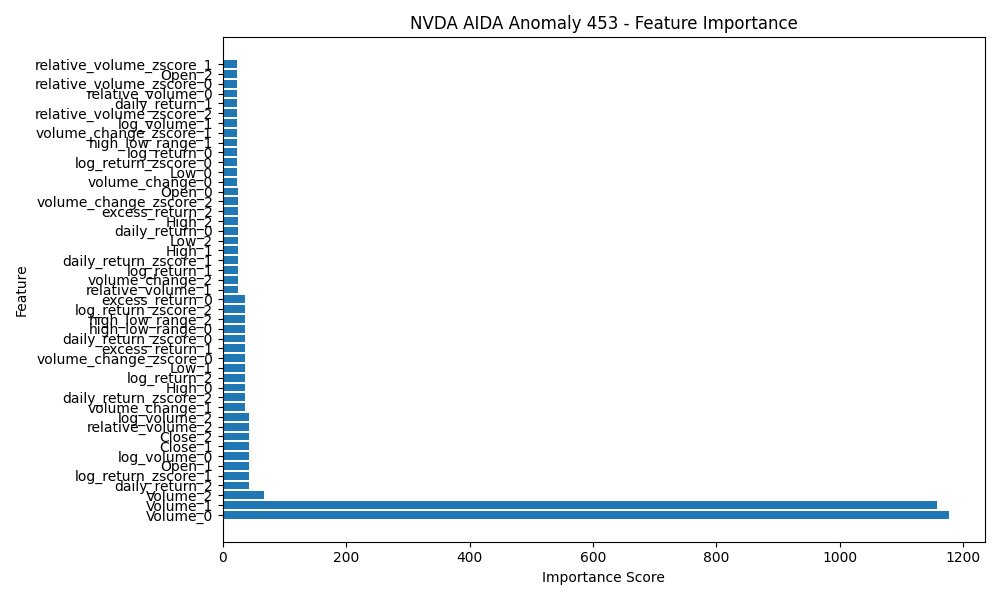 NVDA AIDA Anomaly 453 - Feature Importance
relative_volume_zscore_1
Open_2
relative_volume_zscore_0
relative_volume_0
daily_return_1
relative_volume_zscore_2
log_volume_1
volume_change_zscore_1
high_low_range_1
log_return_0
log_return_zscore_0
Low_0
volume_change_0
Open_0
volume_change_zscore_2
excess_return_2
High_2
daily_return_0
Low_2
High_1
daily_return_zscore_1
log_return_1
volume_change_2
relative_volume_1
excess_return_0
log_return_zscore_2
high_low_range_2
high_low_range_0
daily_return_zscore_0
excess_return_1
volume_change_zscore_0
Low_1
log_return_2
High_0
daily_return_zscore_2
volume_change_1
log_volume_2
relative_volume_2
Close_2
Close_1
log_volume_0
Open_1
log_return_zscore_1
daily_return_2
Volume_2
Volume_1
Volume_0
Feature
0 200 400 600 800 1000 1200
Importance Score